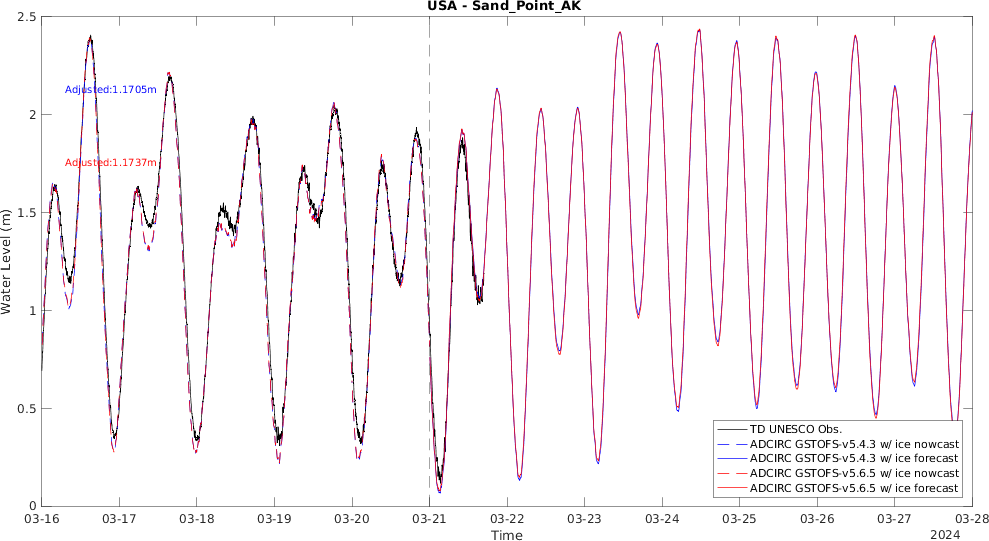 USA - Sand_Point_AK
2.5
2
1.5
1
0.5
0
Water Level (m)
Adjusted:1.1705m
Adjusted:1.1737m
TD UNESCO Obs.
ADCIRC GSTOFS-v5.4.3 w/ ice nowcast
ADCIRC GSTOFS-v5.4.3 w/ ice forecast
ADCIRC GSTOFS-v5.6.5 w/ ice nowcast
ADCIRC GSTOFS-v5.6.5 w/ ice forecast
03-16 03-17 03-18 03-19 03-20 03-21 03-22 03-23 03-24 03-25 03-26 03-27 03-28
Time
2024